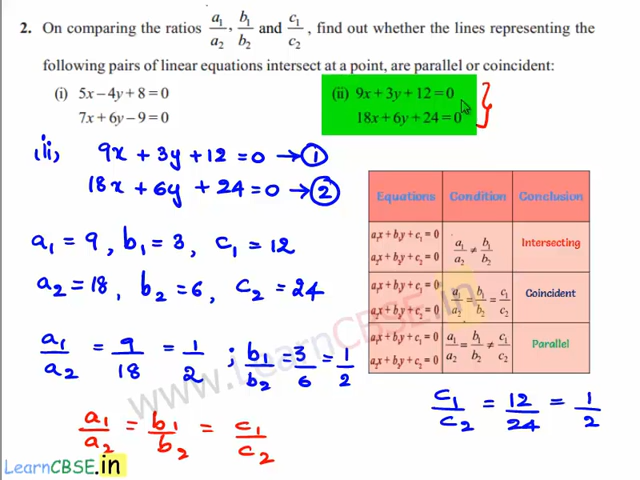 2. On comparing the ratios a₁/a₂, b₁/b₂ and c₁/c₂, find out whether the lines representing the
following pairs of linear equations intersect at a point, are parallel or coincident:
(i) 5x – 4y + 8 = 0
7x + 6y – 9 = 0
(ii) 9x + 3y + 12 = 0
18x + 6y + 24 = 0
(ii) 9x + 3y + 12 = 0 → ①
18x + 6y + 24 = 0 → ②
a₁ = 9, b₁ = 3, c₁ = 12
a₂ = 18, b₂ = 6, c₂ = 24
a₁/a₂ = 9/18 = 1/2 ; b₁/b₂ = 3/6 = 1/2
c₁/c₂ = 12/24 = 1/2
a₁/a₂ = b₁/b₂ = c₁/c₂
Equations Condition Conclusion
a₁x + b₁y + c₁ = 0
a₂x + b₂y + c₂ = 0
a₁/a₂ ≠ b₁/b₂
Intersecting
a₁x + b₁y + c₁ = 0
a₂x + b₂y + c₂ = 0
a₁/a₂ = b₁/b₂ = c₁/c₂
Coincident
a₁x + b₁y + c₁ = 0
a₂x + b₂y + c₂ = 0
a₁/a₂ = b₁/b₂ ≠ c₁/c₂
Parallel
www.LearnCBSE.in
LearnCBSE.in